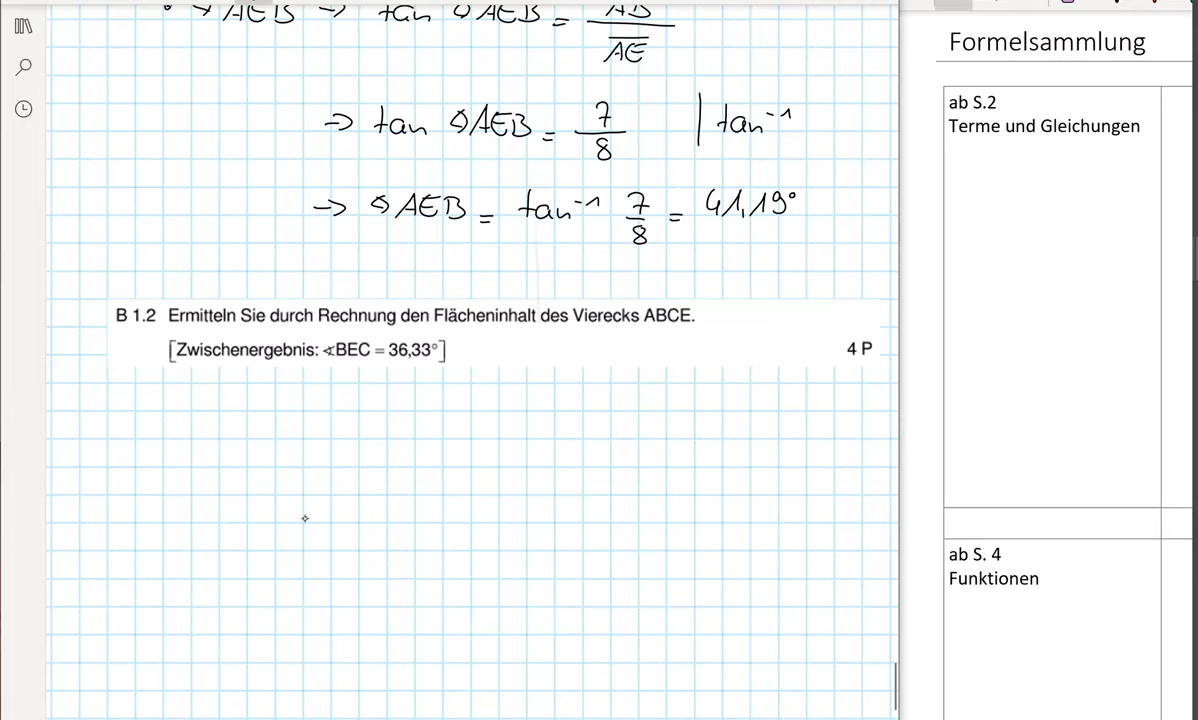 ∢ AEB → tan ∢ AEB = AB / AE
→ tan ∢ AEB = 7/8 | tan⁻¹
→ ∢ AEB = tan⁻¹ 7/8 = 41,19°
B 1.2 Ermitteln Sie durch Rechnung den Flächeninhalt des Vierecks ABCE.
[Zwischenergebnis: ∢BEC = 36,33°] 4 P
Formelsammlung
ab S.2
Terme und Gleichungen
ab S. 4
Funktionen